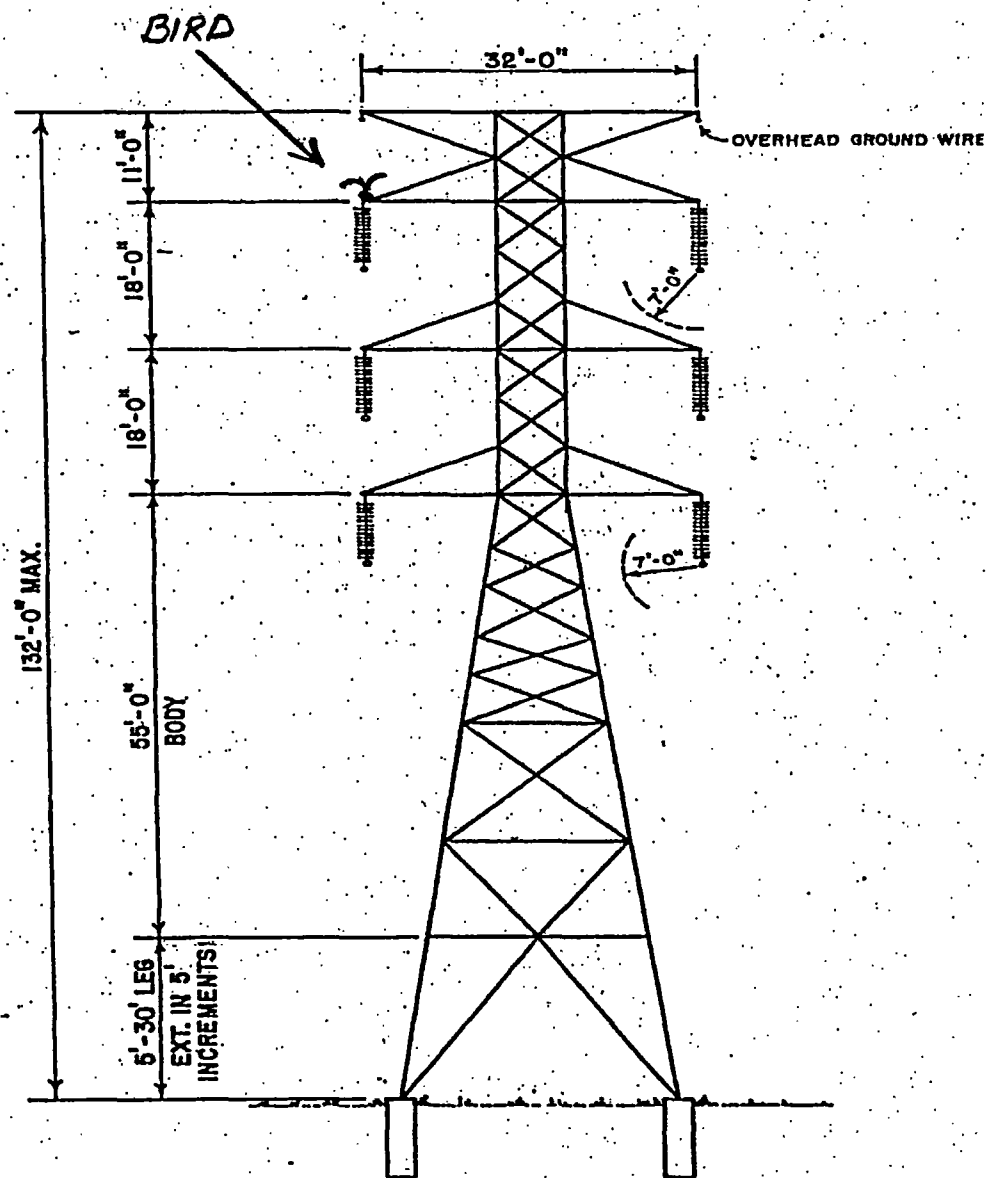 BIRD
32'-0"
OVERHEAD GROUND WIRE
11'-0"
18'-0"
7'-0"
18'-0"
7'-0"
132'-0" MAX.
55'-0"
BODY
5'-30' LEG
EXT. IN 5'
INCREMENTS